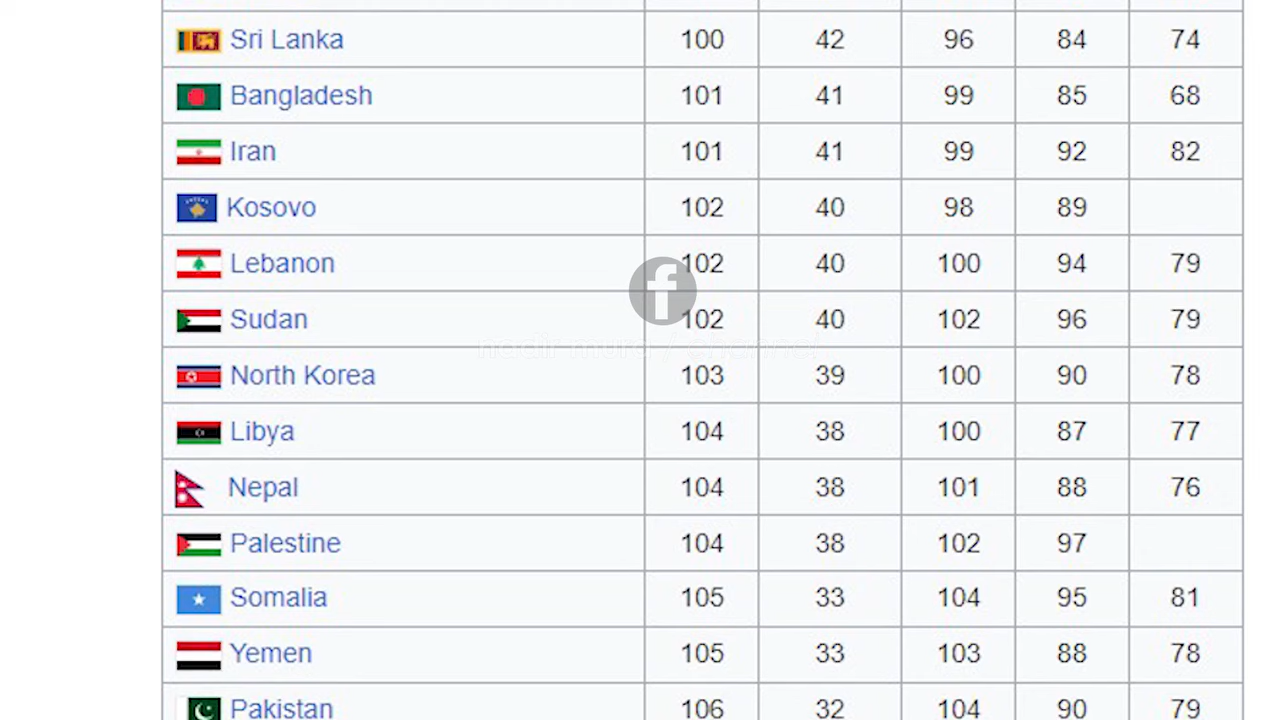 Sri Lanka 100 42 96 84 74
Bangladesh 101 41 99 85 68
Iran 101 41 99 92 82
Kosovo 102 40 98 89
Lebanon 102 40 100 94 79
f
Sudan 102 40 102 96 79
North Korea 103 39 100 90 78
Libya 104 38 100 87 77
Nepal 104 38 101 88 76
Palestine 104 38 102 97
Somalia 105 33 104 95 81
Yemen 105 33 103 88 78
Pakistan 106 32 104 90 79